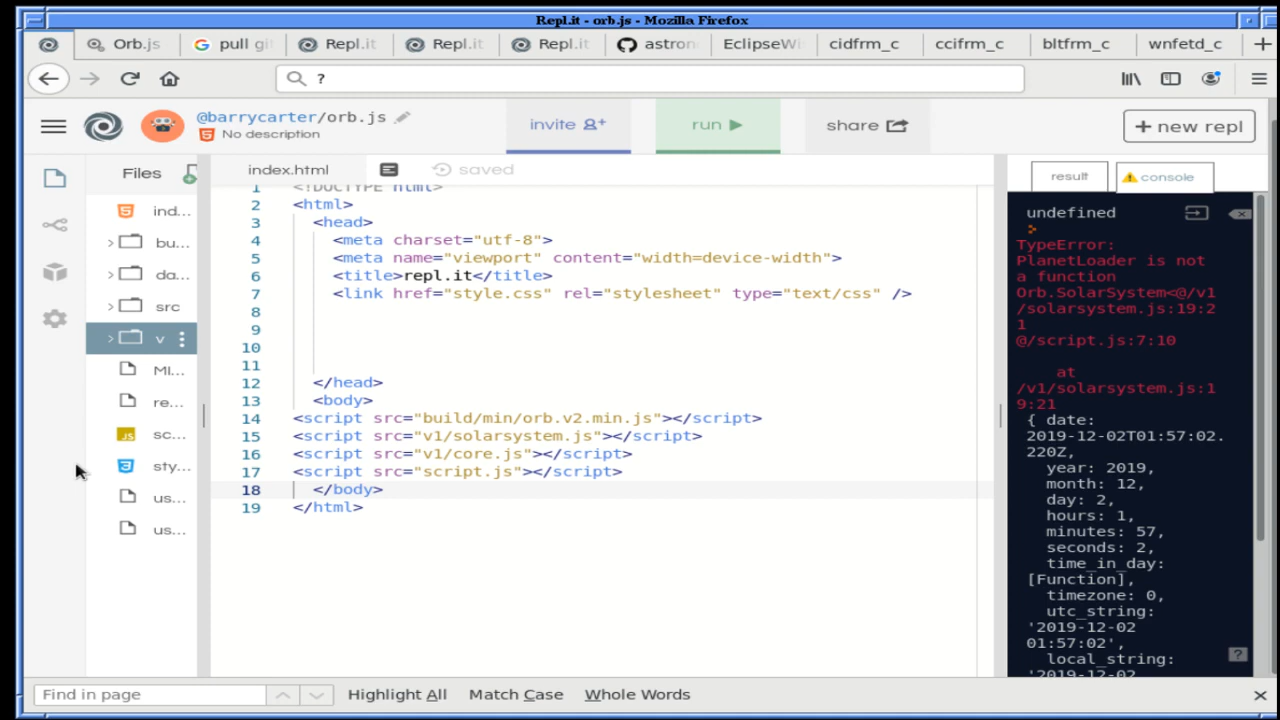 Repl.it - orb.js - Mozilla Firefox
Orb.js
pull gi
Repl.it
Repl.it
Repl.it
astron
EclipseWi
cidfrm_c
ccifrm_c
bltfrm_c
wnfetd_c
?
@barrycarter/orb.js
No description
invite
run
share
+ new repl
Files
index.html
saved
result
console
ind...
bu...
da...
src
v
MI...
re...
sc...
sty...
us...
us...
1 <!DOCTYPE html>
2 <html>
3 <head>
4 <meta charset="utf-8">
5 <meta name="viewport" content="width=device-width">
6 <title>repl.it</title>
7 <link href="style.css" rel="stylesheet" type="text/css" />
8
9
10
11
12 </head>
13 <body>
14 <script src="build/min/orb.v2.min.js"></script>
15 <script src="v1/solarsystem.js"></script>
16 <script src="v1/core.js"></script>
17 <script src="script.js"></script>
18 </body>
19 </html>
undefined
TypeError:
PlanetLoader is not
a function
Orb.SolarSystem<@/v1
/solarsystem.js:19:2
1
@/script.js:7:10
at
/v1/solarsystem.js:1
9:21
{ date:
2019-12-02T01:57:02.
220Z,
year: 2019,
month: 12,
day: 2,
hours: 1,
minutes: 57,
seconds: 2,
time_in_day:
[Function],
timezone: 0,
utc_string:
'2019-12-02
01:57:02',
local_string:
'2019-12-02
?
Find in page
Highlight All
Match Case
Whole Words